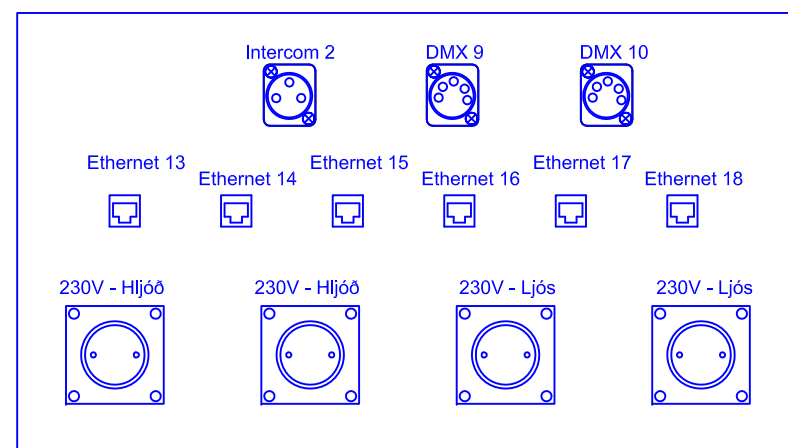 Intercom 2
DMX 9
DMX 10
Ethernet 13
Ethernet 14
Ethernet 15
Ethernet 16
Ethernet 17
Ethernet 18
230V - Hljóð
230V - Hljóð
230V - Ljós
230V - Ljós